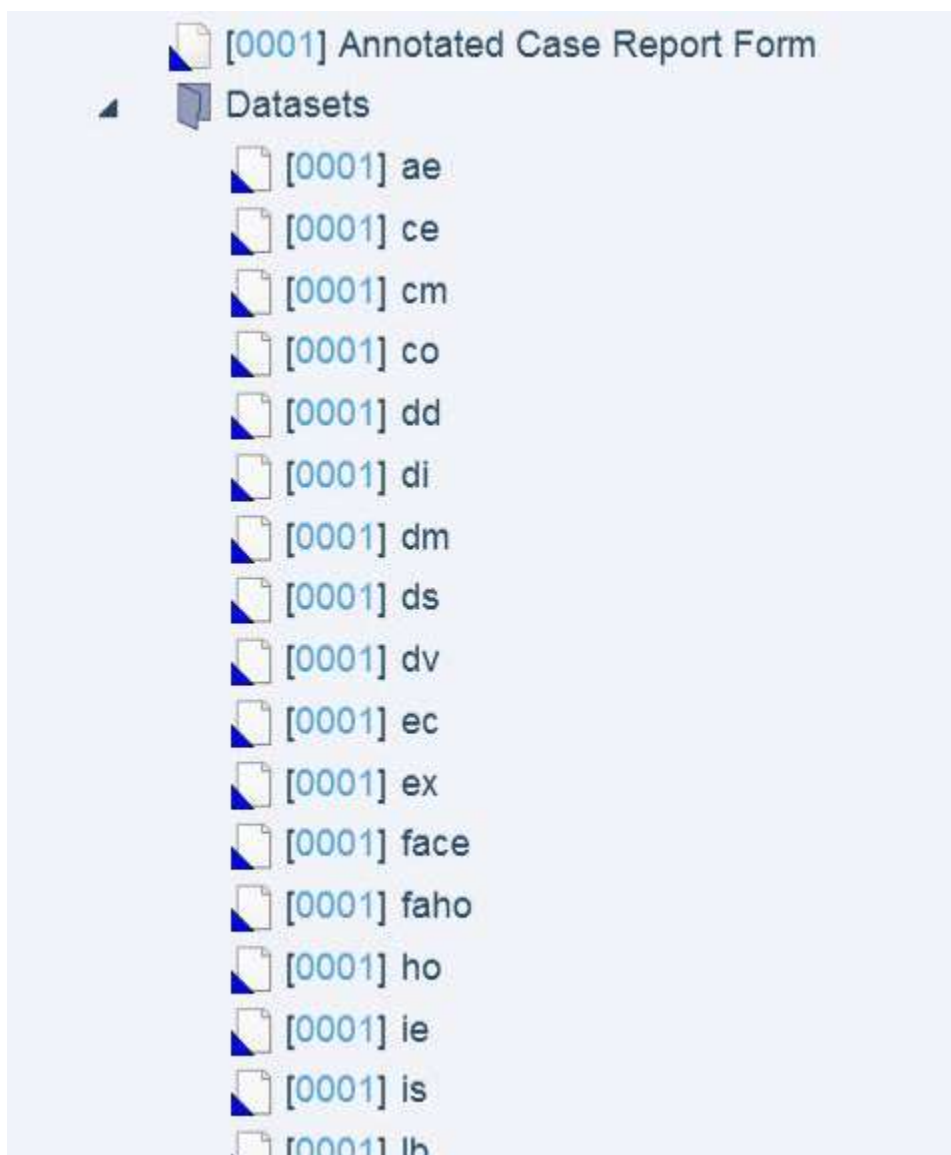 [0001] Annotated Case Report Form
Datasets
[0001] ae
[0001] ce
[0001] cm
[0001] co
[0001] dd
[0001] di
[0001] dm
[0001] ds
[0001] dv
[0001] ec
[0001] ex
[0001] face
[0001] faho
[0001] ho
[0001] ie
[0001] is
[0001] lb